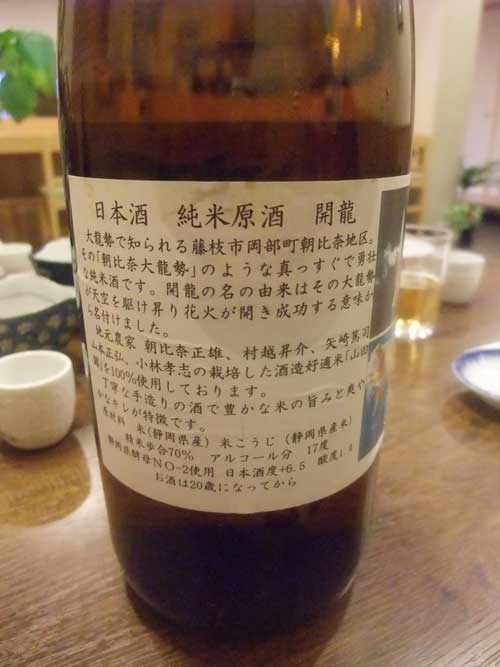 日本酒　純米原酒　開龍
大龍勢で知られる藤枝市岡部町朝比奈地区。
その「朝比奈大龍勢」のような真っすぐで勇壮
な純米酒です。開龍の名の由来はその大龍勢
が天空を駆け昇り花火が開き成功する意味か
ら名付けました。
地元農家 朝比奈正雄、村越昇介、矢崎篤司
山本正弘、小林孝志の栽培した酒造好適米「山田
錦」を100%使用しております。
丁寧な手造りの酒で豊かな米の旨みと爽や
かなキレが特徴です。
原材料　米(静岡県産) 米こうじ (静岡県産米)
精米歩合70%　アルコール分　17度
静岡県酵母NO-2使用　日本酒度+6.5　酸度1.4
お酒は20歳になってから